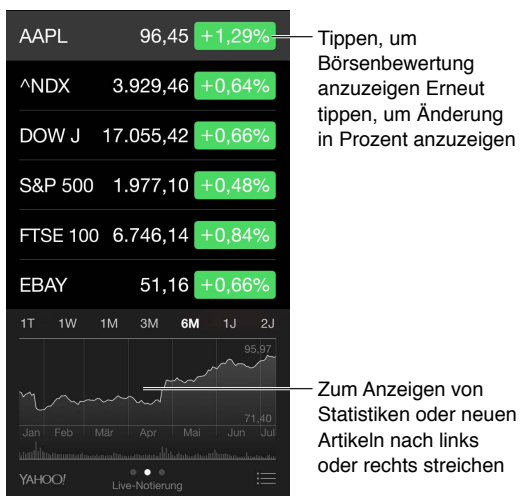 AAPL 96,45 +1,29%
^NDX 3.929,46 +0,64%
DOW J 17.055,42 +0,66%
S&P 500 1.977,10 +0,48%
FTSE 100 6.746,14 +0,84%
EBAY 51,16 +0,66%
1T 1W 1M 3M 6M 1J 2J
95,97
71,40
Jan Feb Mär Apr Mai Jun Jul
YAHOO!
Live-Notierung
Tippen, um
Börsenbewertung
anzuzeigen Erneut
tippen, um Änderung
in Prozent anzuzeigen
Zum Anzeigen von
Statistiken oder neuen
Artikeln nach links
oder rechts streichen